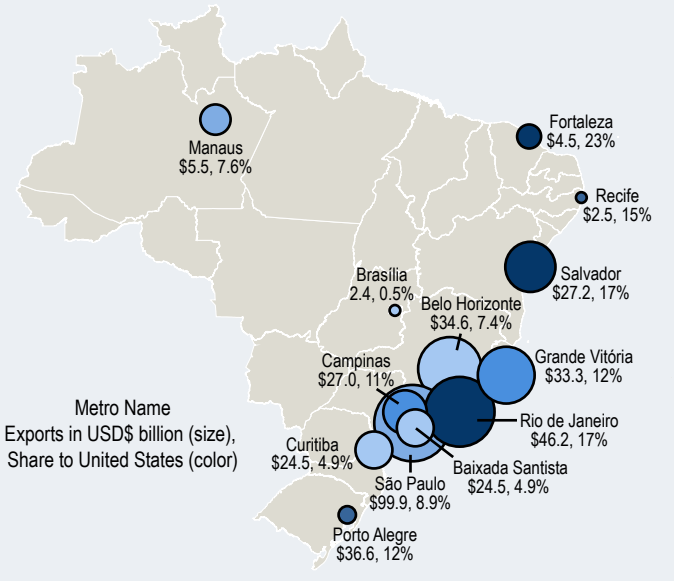 Manaus
$5.5, 7.6%
Fortaleza
$4.5, 23%
Recife
$2.5, 15%
Salvador
$27.2, 17%
Brasília
2.4, 0.5%
Belo Horizonte
$34.6, 7.4%
Grande Vitória
$33.3, 12%
Campinas
$27.0, 11%
Rio de Janeiro
$46.2, 17%
Metro Name
Exports in USD$ billion (size),
Share to United States (color)
Curitiba
$24.5, 4.9%
Baixada Santista
$24.5, 4.9%
São Paulo
$99.9, 8.9%
Porto Alegre
$36.6, 12%